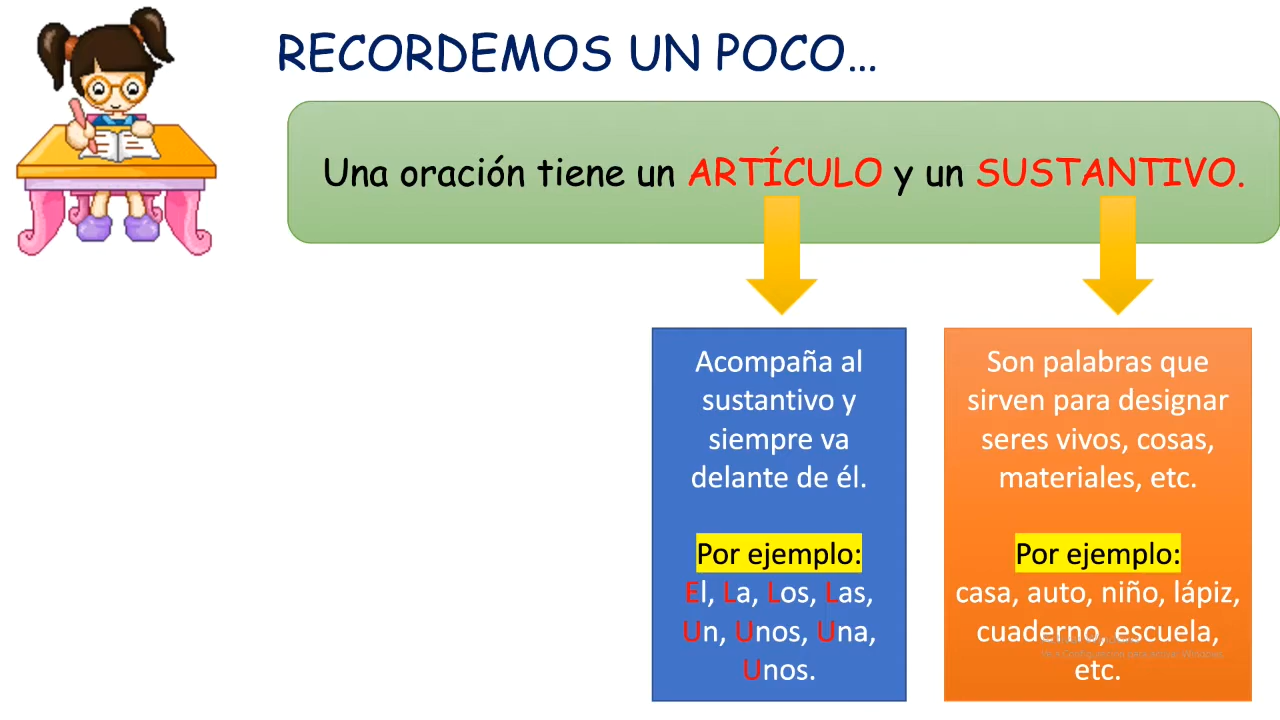 RECORDEMOS UN POCO...
Una oración tiene un ARTÍCULO y un SUSTANTIVO.
Acompaña al
sustantivo y
siempre va
delante de él.
Por ejemplo:
El, La, Los, Las,
Un, Unos, Una,
Unos.
Son palabras que
sirven para designar
seres vivos, cosas,
materiales, etc.
Por ejemplo:
casa, auto, niño, lápiz,
cuaderno, escuela,
etc.